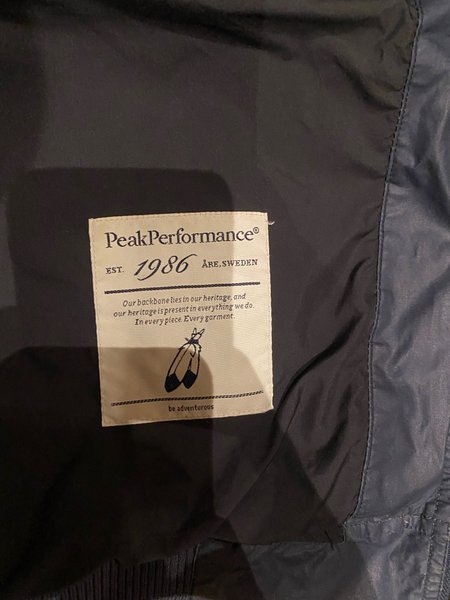 PeakPerformance®
EST. 1986 ÅRE, SWEDEN
Our backbone lies in our heritage, and
our heritage is present in everything we do.
In every piece. Every garment.
be adventurous